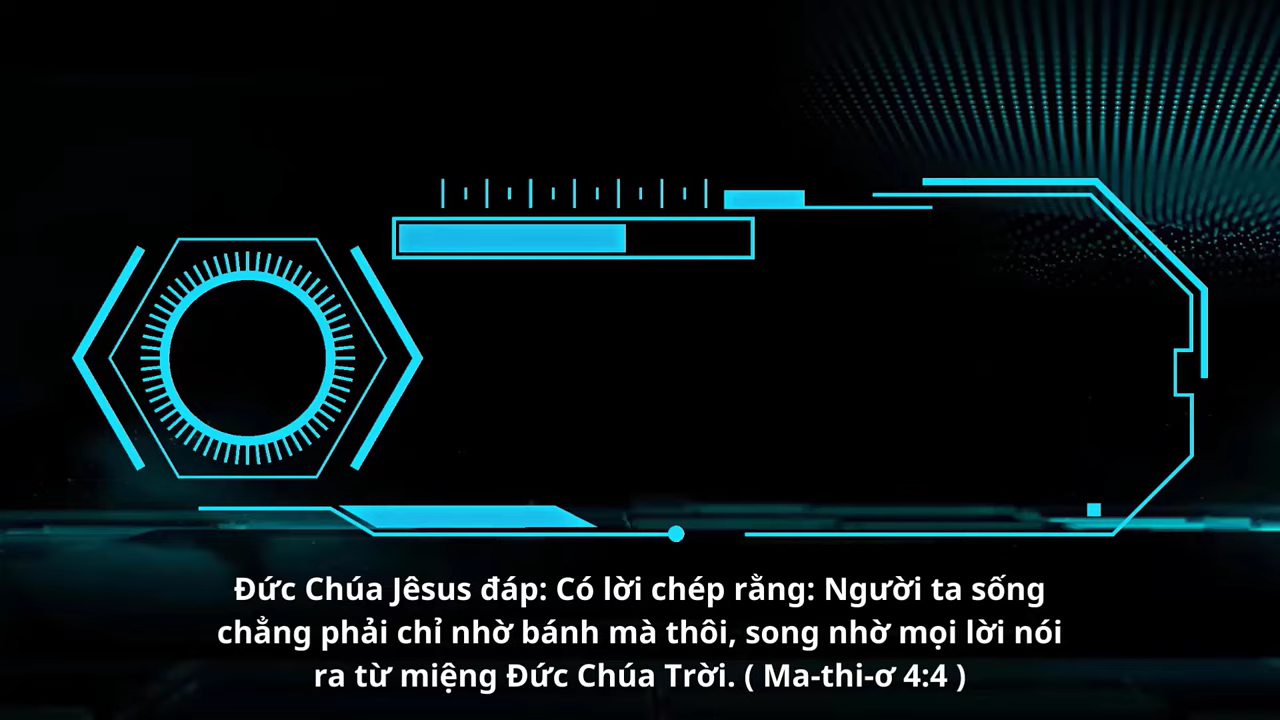 Đức Chúa Jêsus đáp: Có lời chép rằng: Người ta sống
chẳng phải chỉ nhờ bánh mà thôi, song nhờ mọi lời nói
ra từ miệng Đức Chúa Trời. ( Ma-thi-ơ 4:4 )